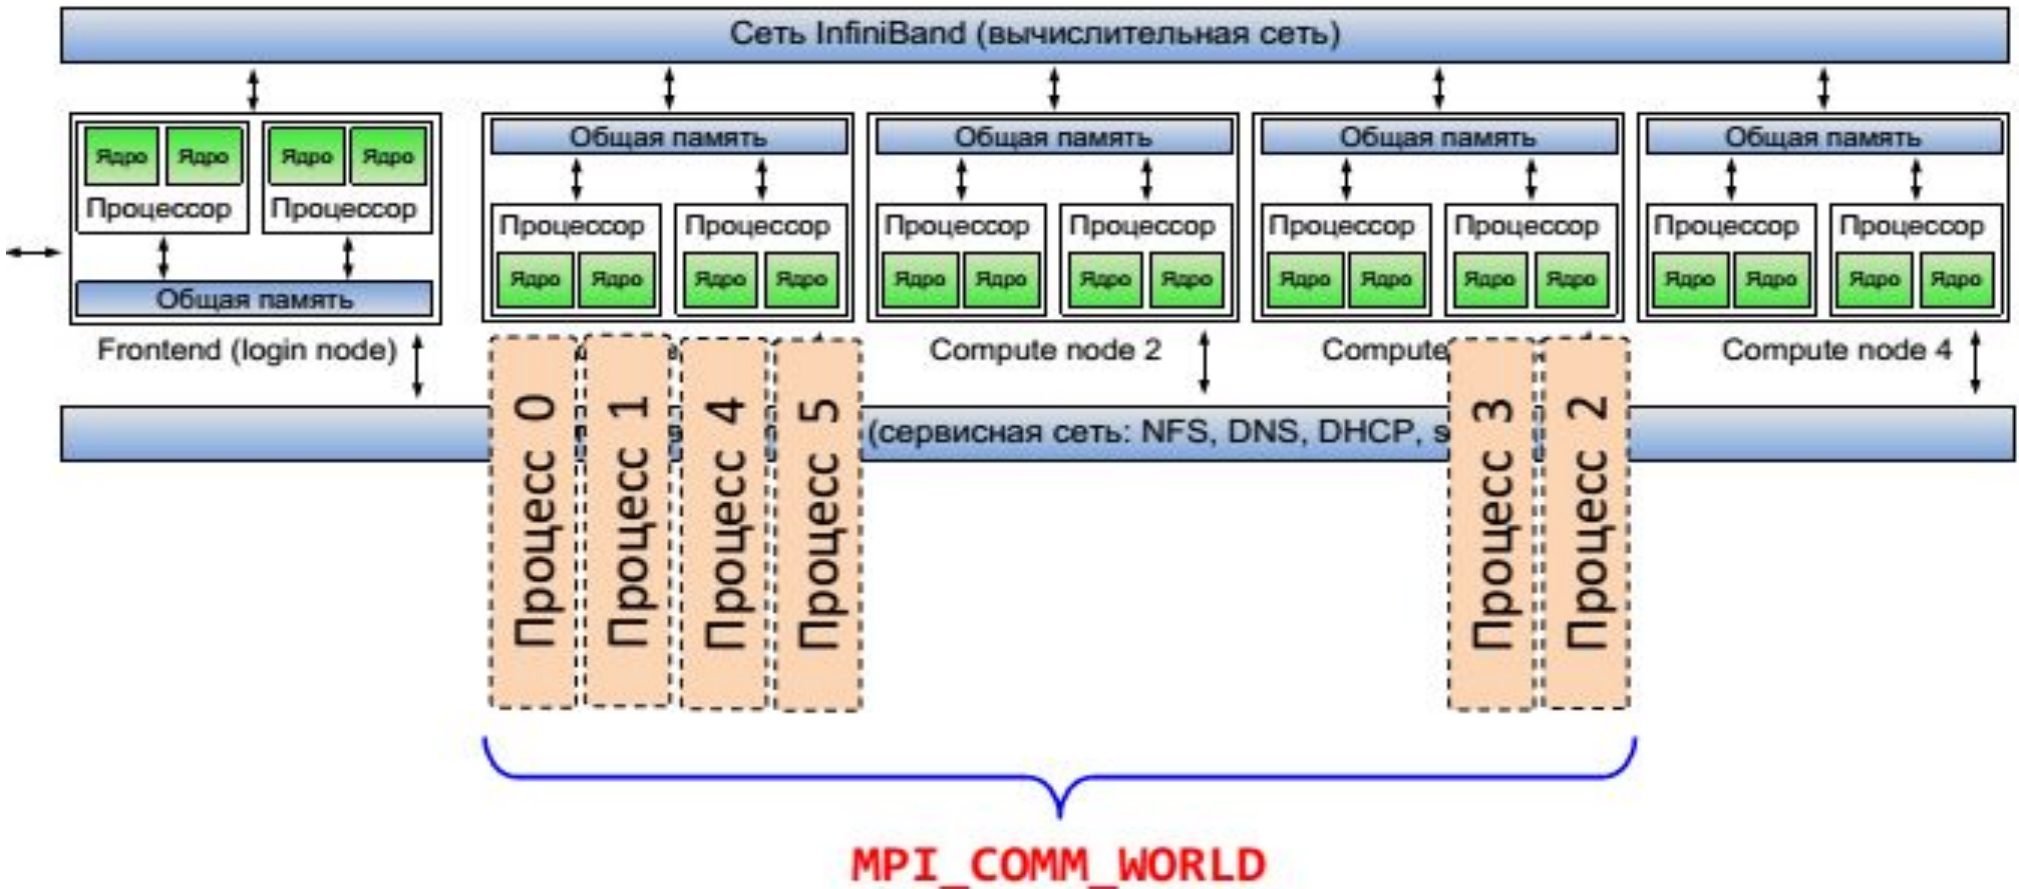 Сеть InfiniBand (вычислительная сеть)
Ядро Ядро Ядро Ядро
Процессор Процессор
Общая память
Frontend (login node)
Общая память
Процессор Процессор
Ядро Ядро Ядро Ядро
Общая память
Процессор Процессор
Ядро Ядро Ядро Ядро
Compute node 2
Общая память
Процессор Процессор
Ядро Ядро Ядро Ядро
Compute
Общая память
Процессор Процессор
Ядро Ядро Ядро Ядро
Compute node 4
(сервисная сеть: NFS, DNS, DHCP, s
Процесс 0
Процесс 1
Процесс 4
Процесс 5
Процесс 3
Процесс 2
MPI_COMM_WORLD